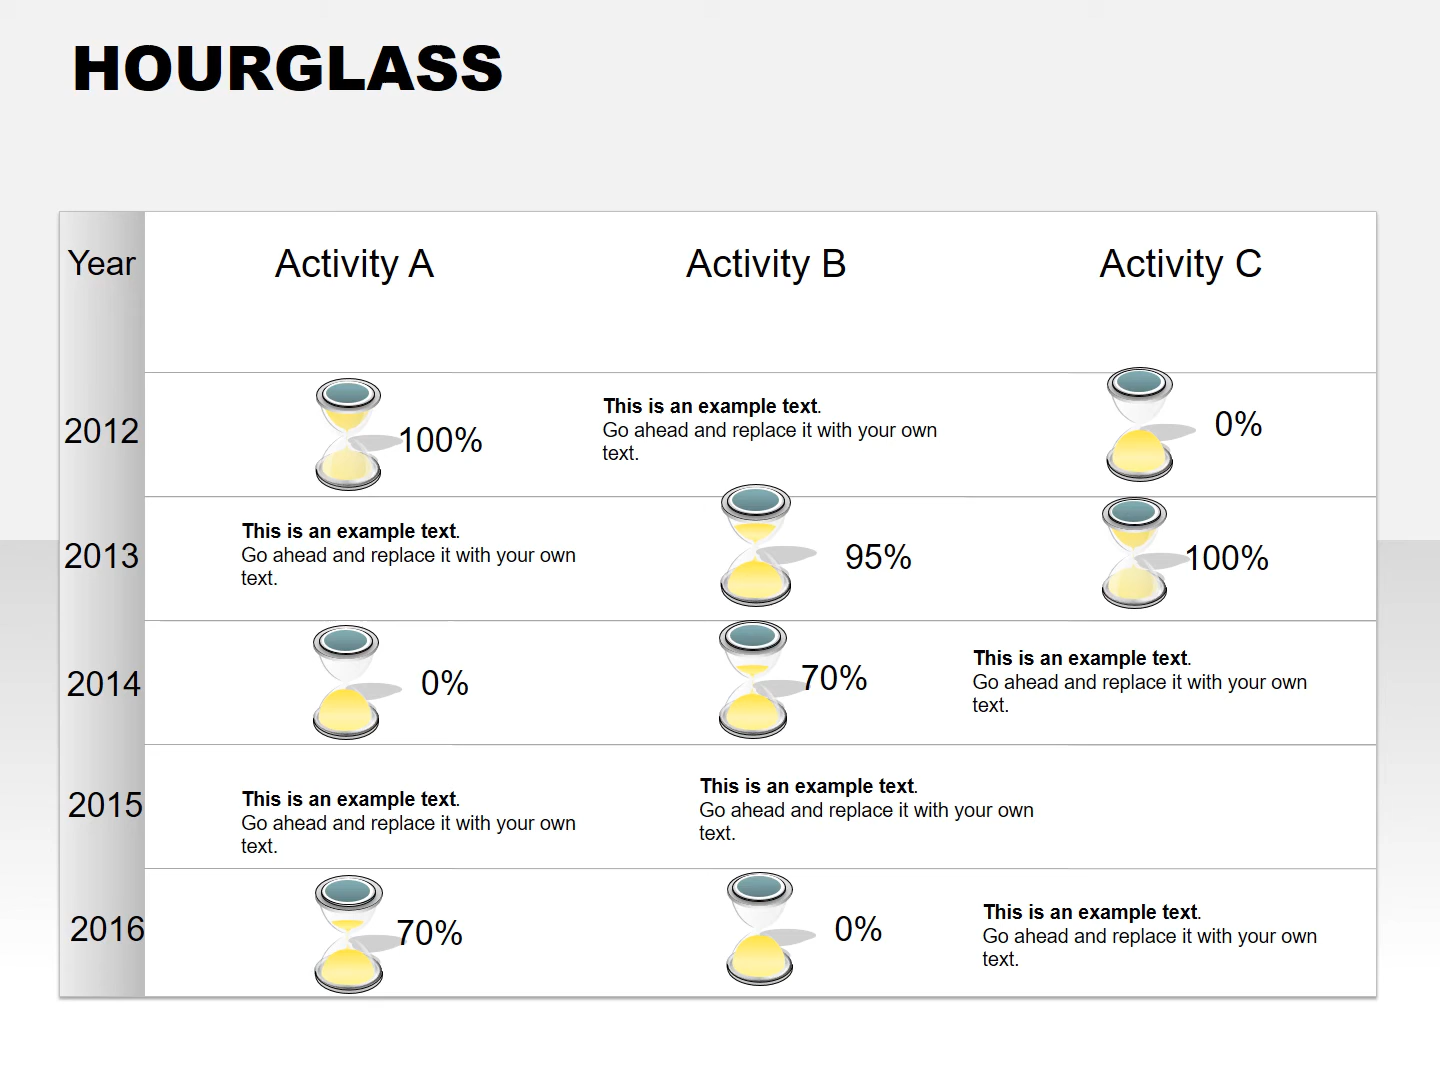 HOURGLASS
Year Activity A Activity B Activity C
2012
100%
This is an example text.
Go ahead and replace it with your own
text.
0%
2013
This is an example text.
Go ahead and replace it with your own
text.
95%
100%
2014
0%
70%
This is an example text.
Go ahead and replace it with your own
text.
2015
This is an example text.
Go ahead and replace it with your own
text.
This is an example text.
Go ahead and replace it with your own
text.
2016
70%
0%
This is an example text.
Go ahead and replace it with your own
text.